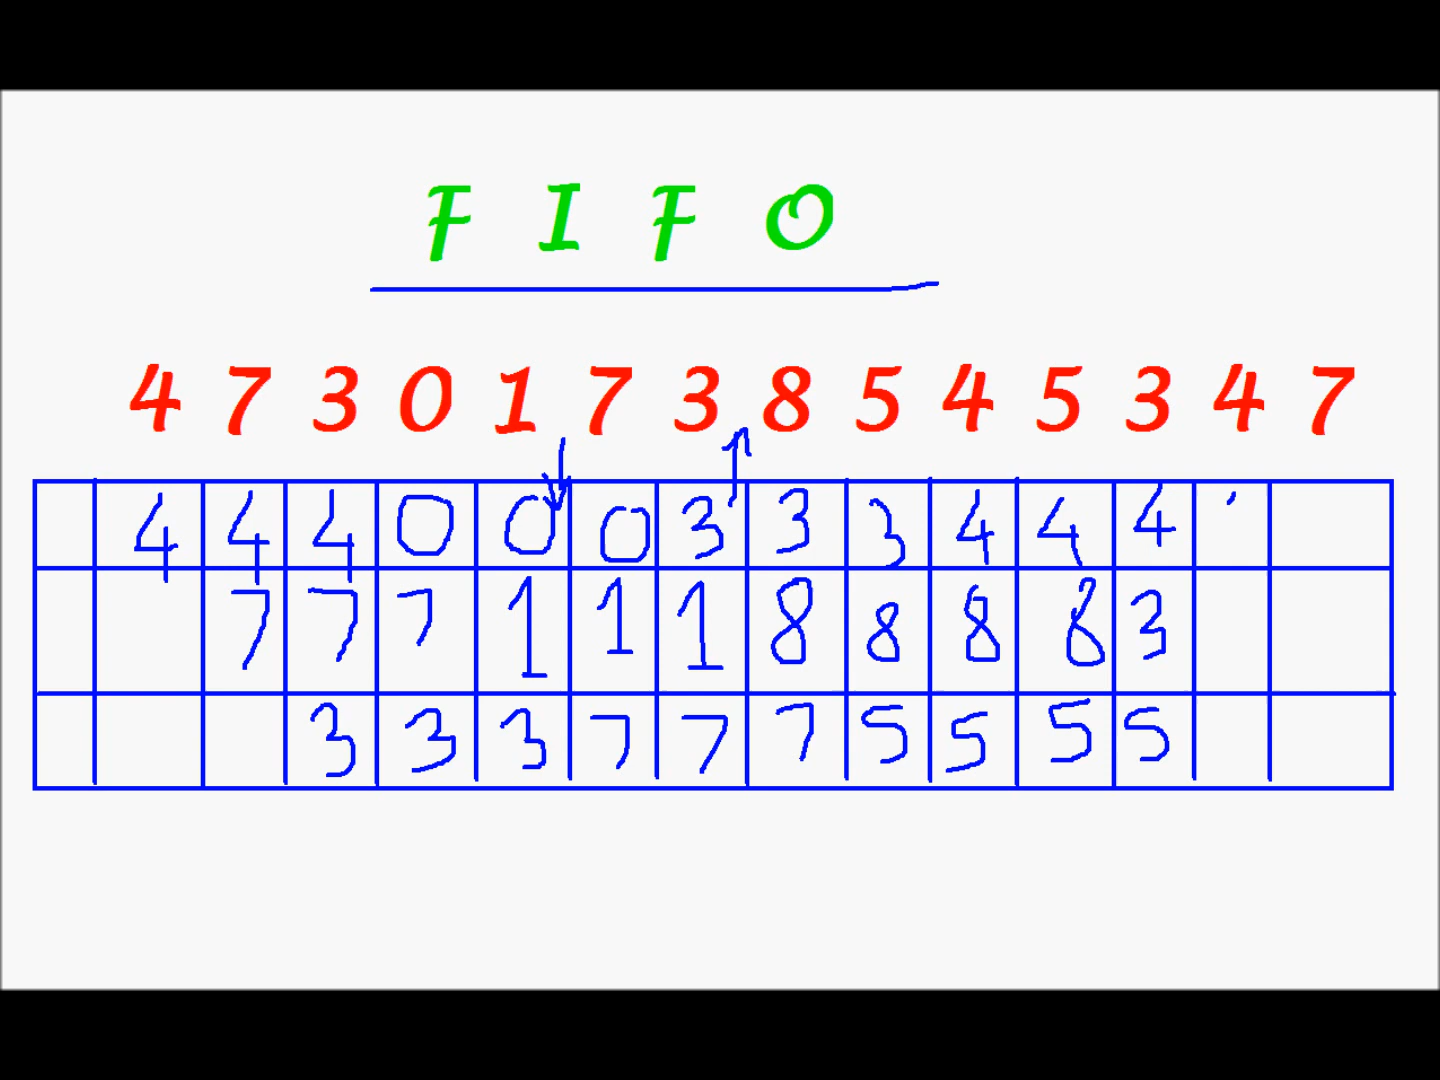 F I F O
4 7 3 0 1 7 3 8 5 4 5 3 4 7
4 4 4 0 0 0 3 3 3 4 4 4
7 7 7 1 1 1 8 8 8 8 3
3 3 3 7 7 7 5 5 5 5